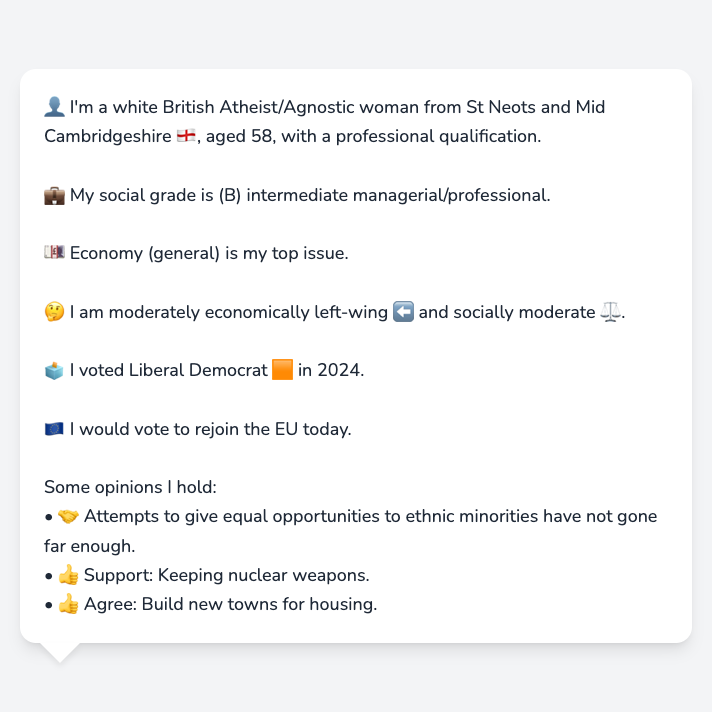 👤 I'm a white British Atheist/Agnostic woman from St Neots and Mid
Cambridgeshire 🏴󠁧󠁢󠁥󠁮󠁧󠁿, aged 58, with a professional qualification.
💼 My social grade is (B) intermediate managerial/professional.
💷 Economy (general) is my top issue.
🤔 I am moderately economically left-wing ⬅️ and socially moderate ⚖️.
🗳️ I voted Liberal Democrat 🟧 in 2024.
🇪🇺 I would vote to rejoin the EU today.
Some opinions I hold:
• 🤝 Attempts to give equal opportunities to ethnic minorities have not gone
far enough.
• 👍 Support: Keeping nuclear weapons.
• 👍 Agree: Build new towns for housing.